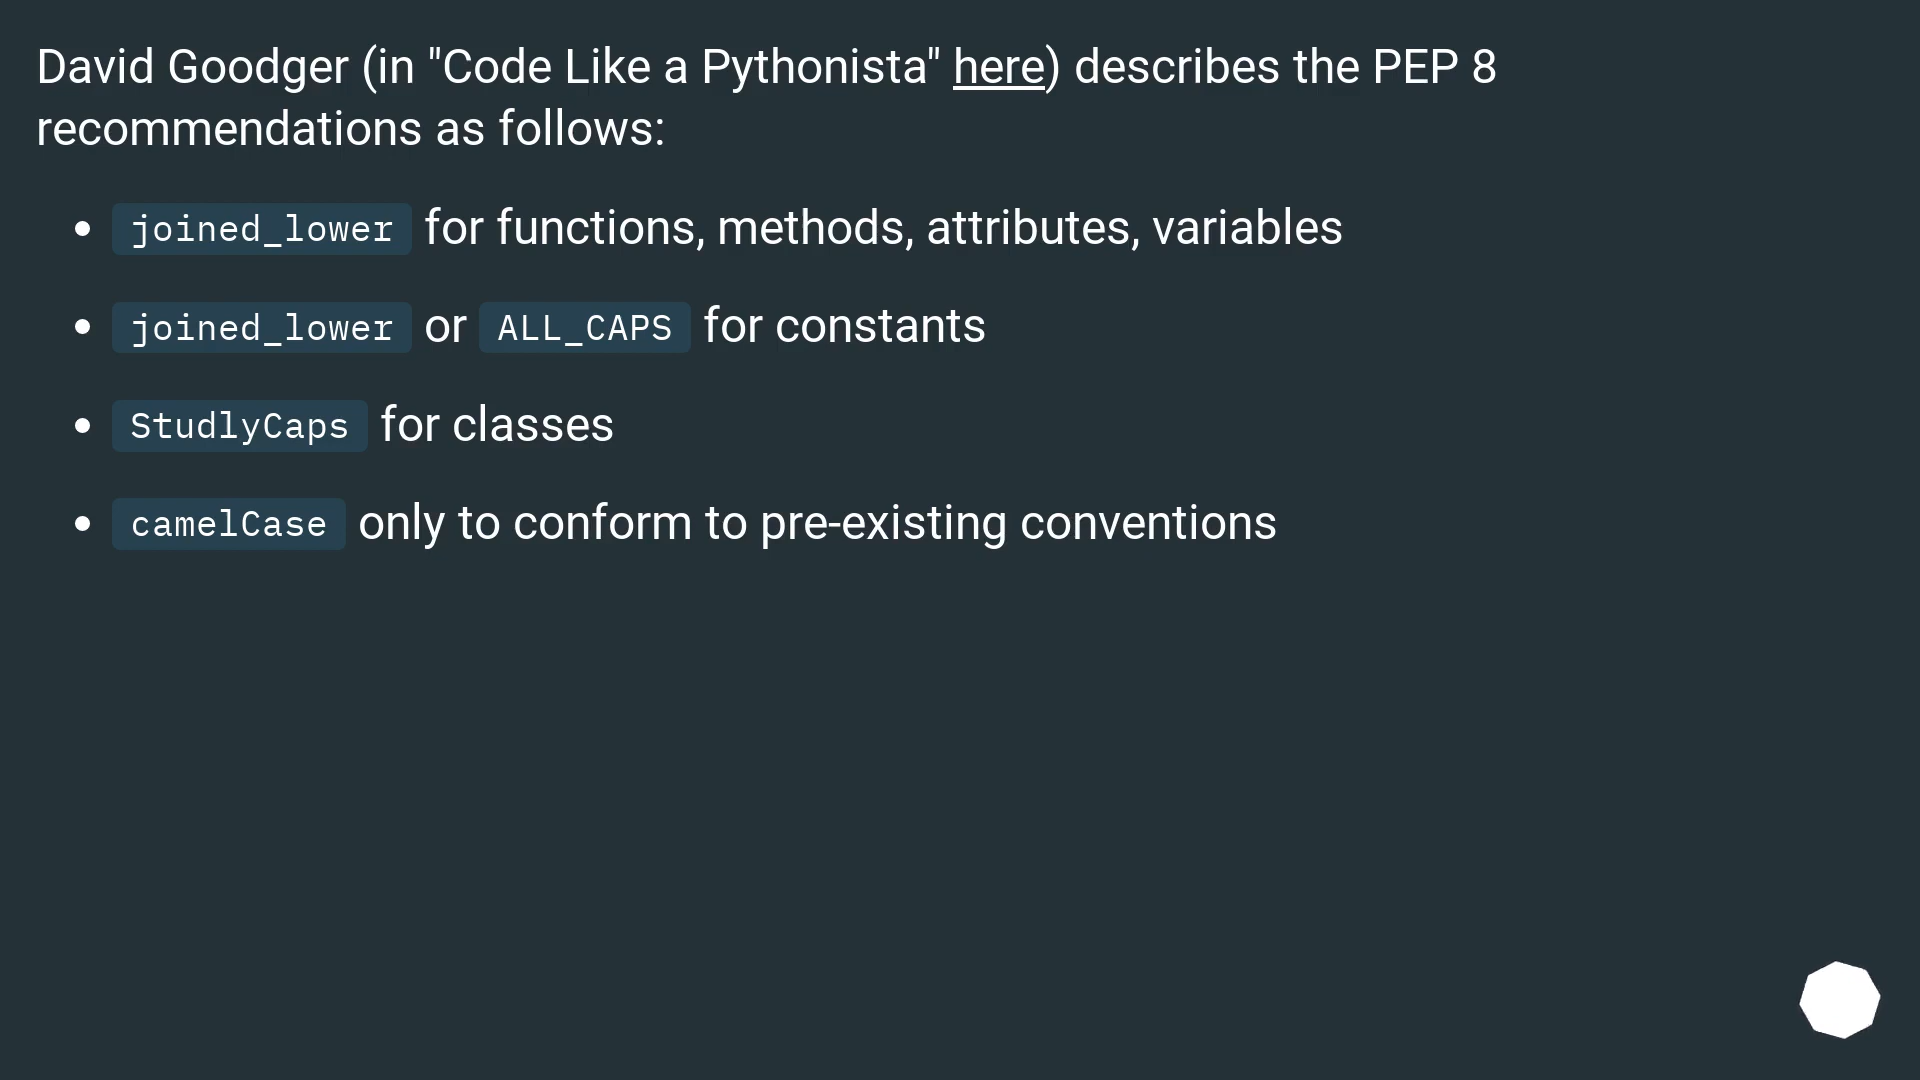 David Goodger (in "Code Like a Pythonista" here) describes the PEP 8
recommendations as follows:
• joined_lower for functions, methods, attributes, variables
• joined_lower or ALL_CAPS for constants
• StudlyCaps for classes
• camelCase only to conform to pre-existing conventions